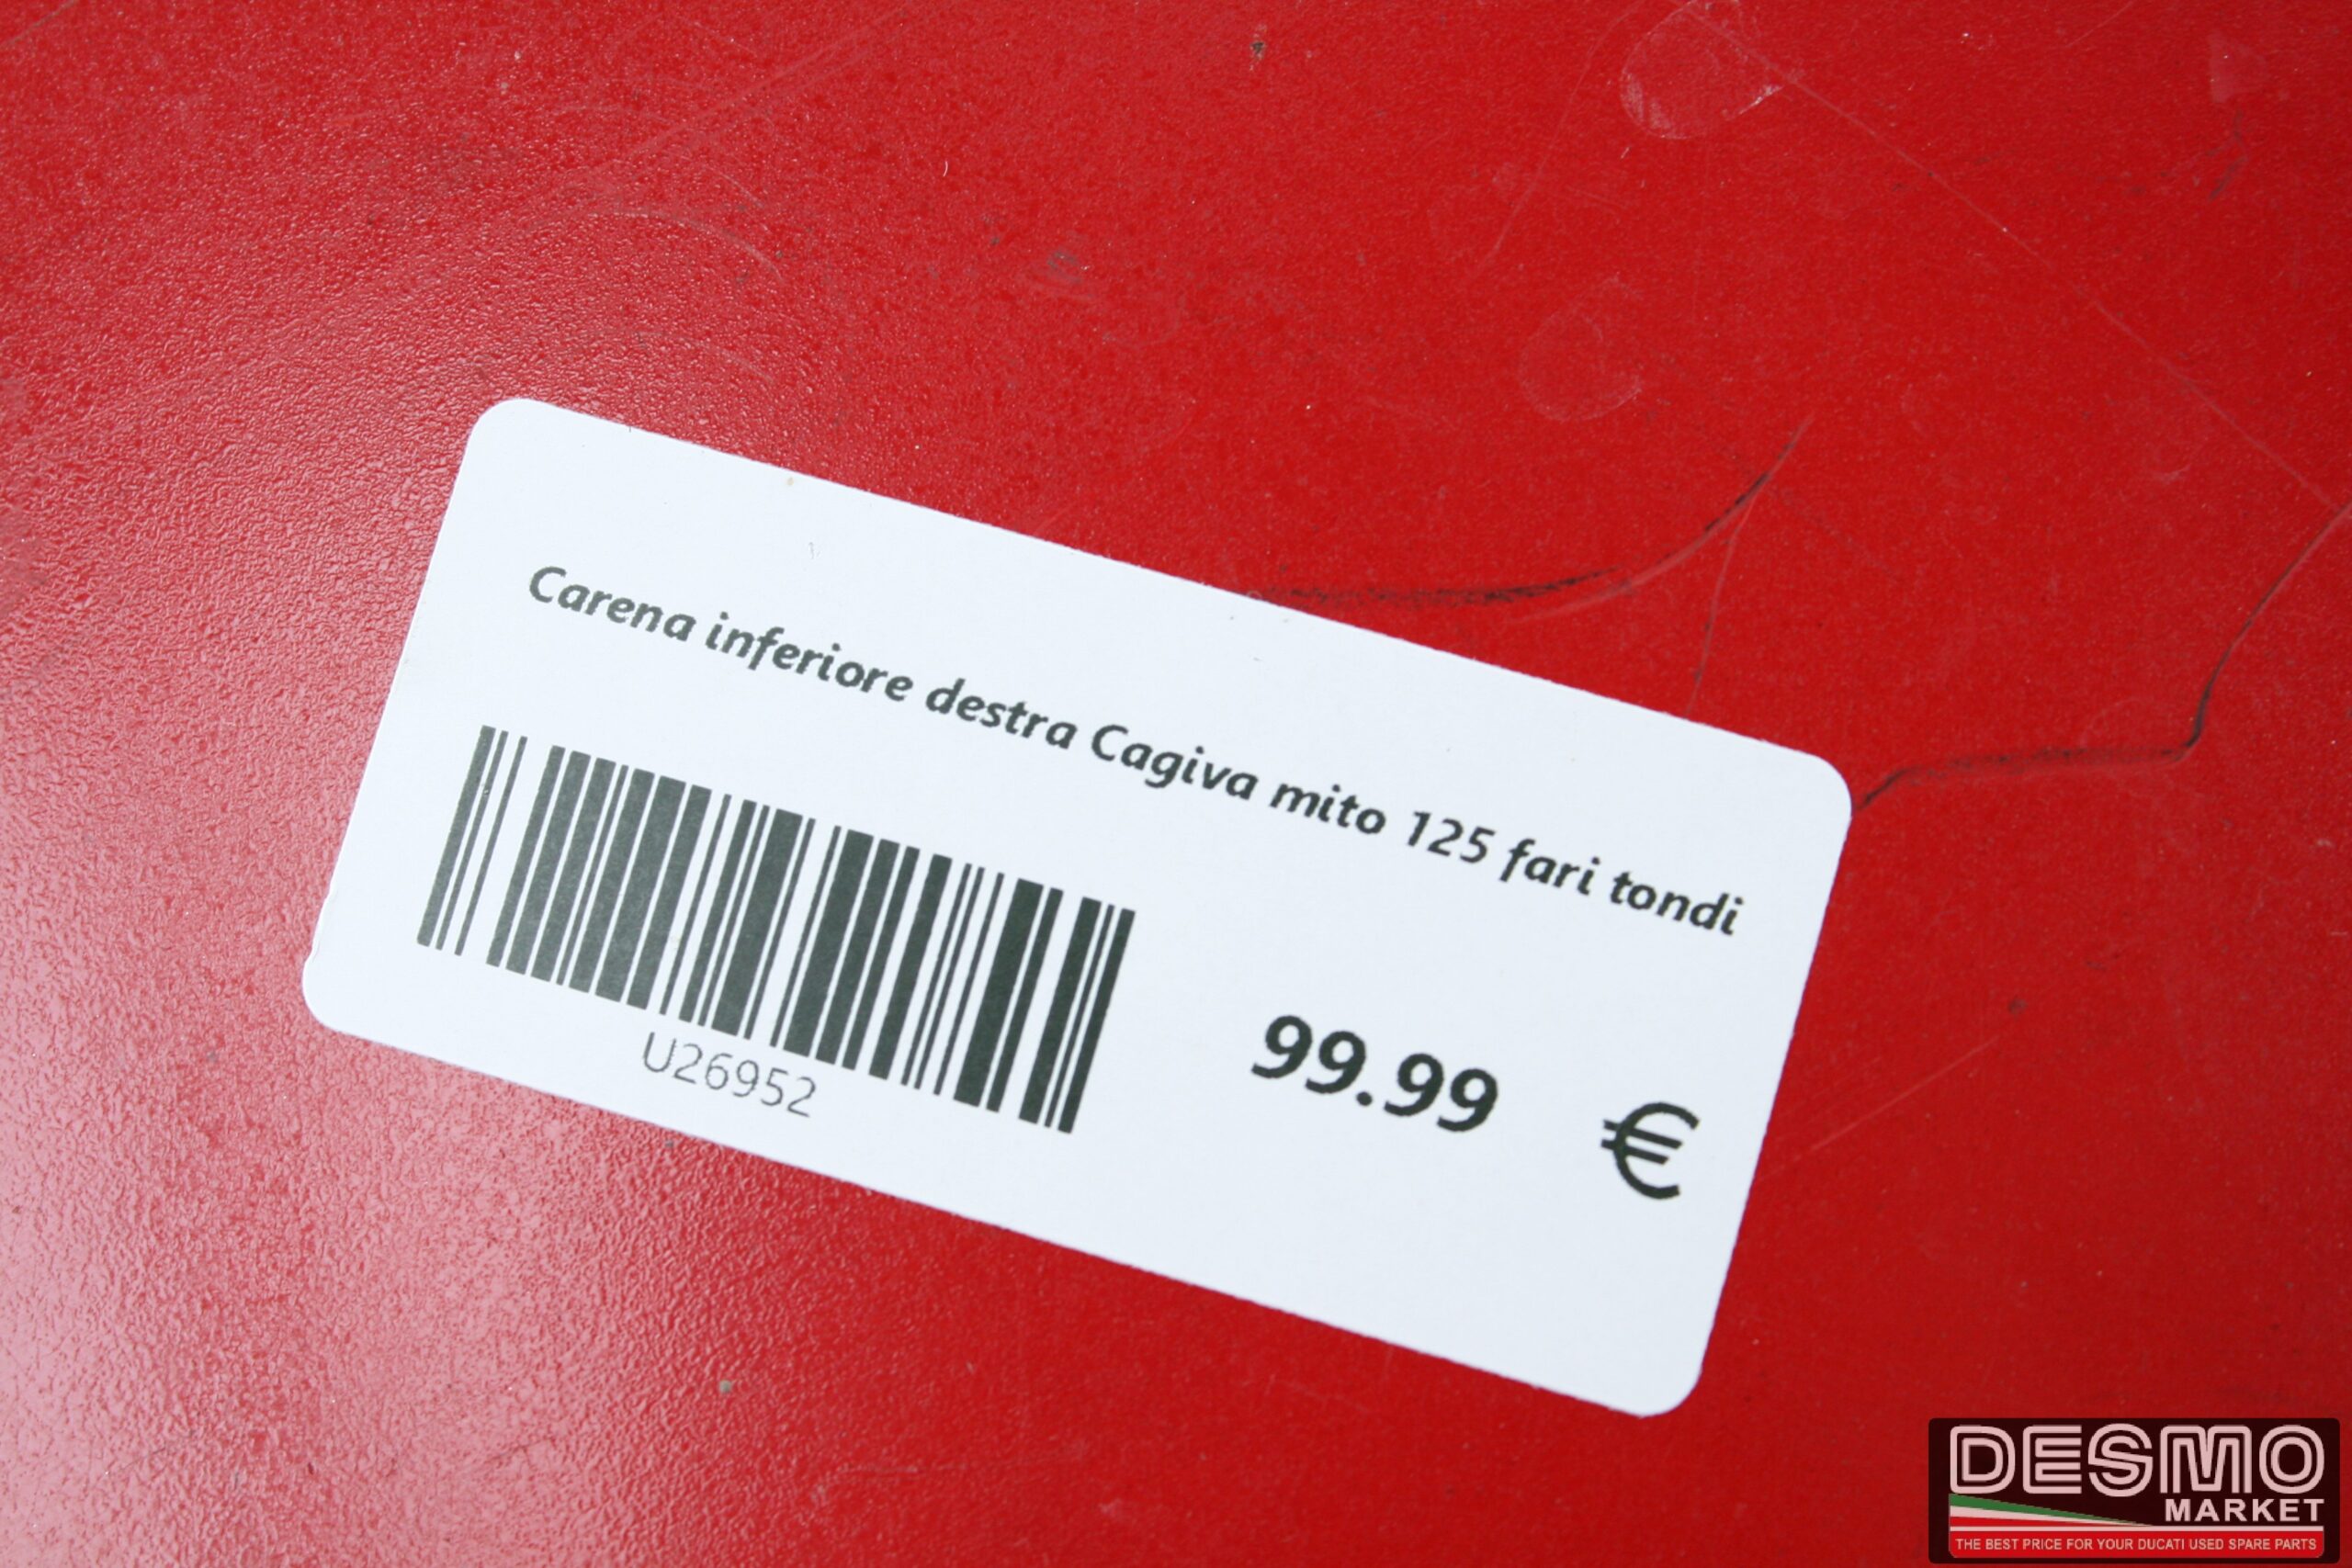 Carena inferiore destra Cagiva mito 125 fari tondi
U26952
99.99 €
DESMO
MARKET
THE BEST PRICE FOR YOUR DUCATI USED SPARE PARTS